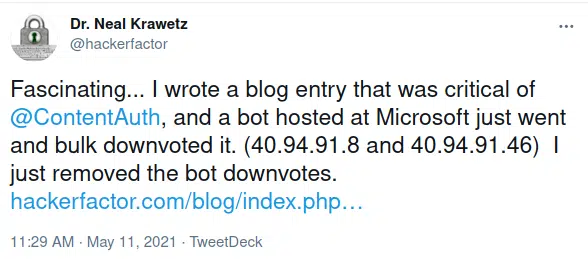 Dr. Neal Krawetz
@hackerfactor
Fascinating... I wrote a blog entry that was critical of
@ContentAuth, and a bot hosted at Microsoft just went
and bulk downvoted it. (40.94.91.8 and 40.94.91.46)  I
just removed the bot downvotes.
hackerfactor.com/blog/index.php…
11:29 AM · May 11, 2021 · TweetDeck